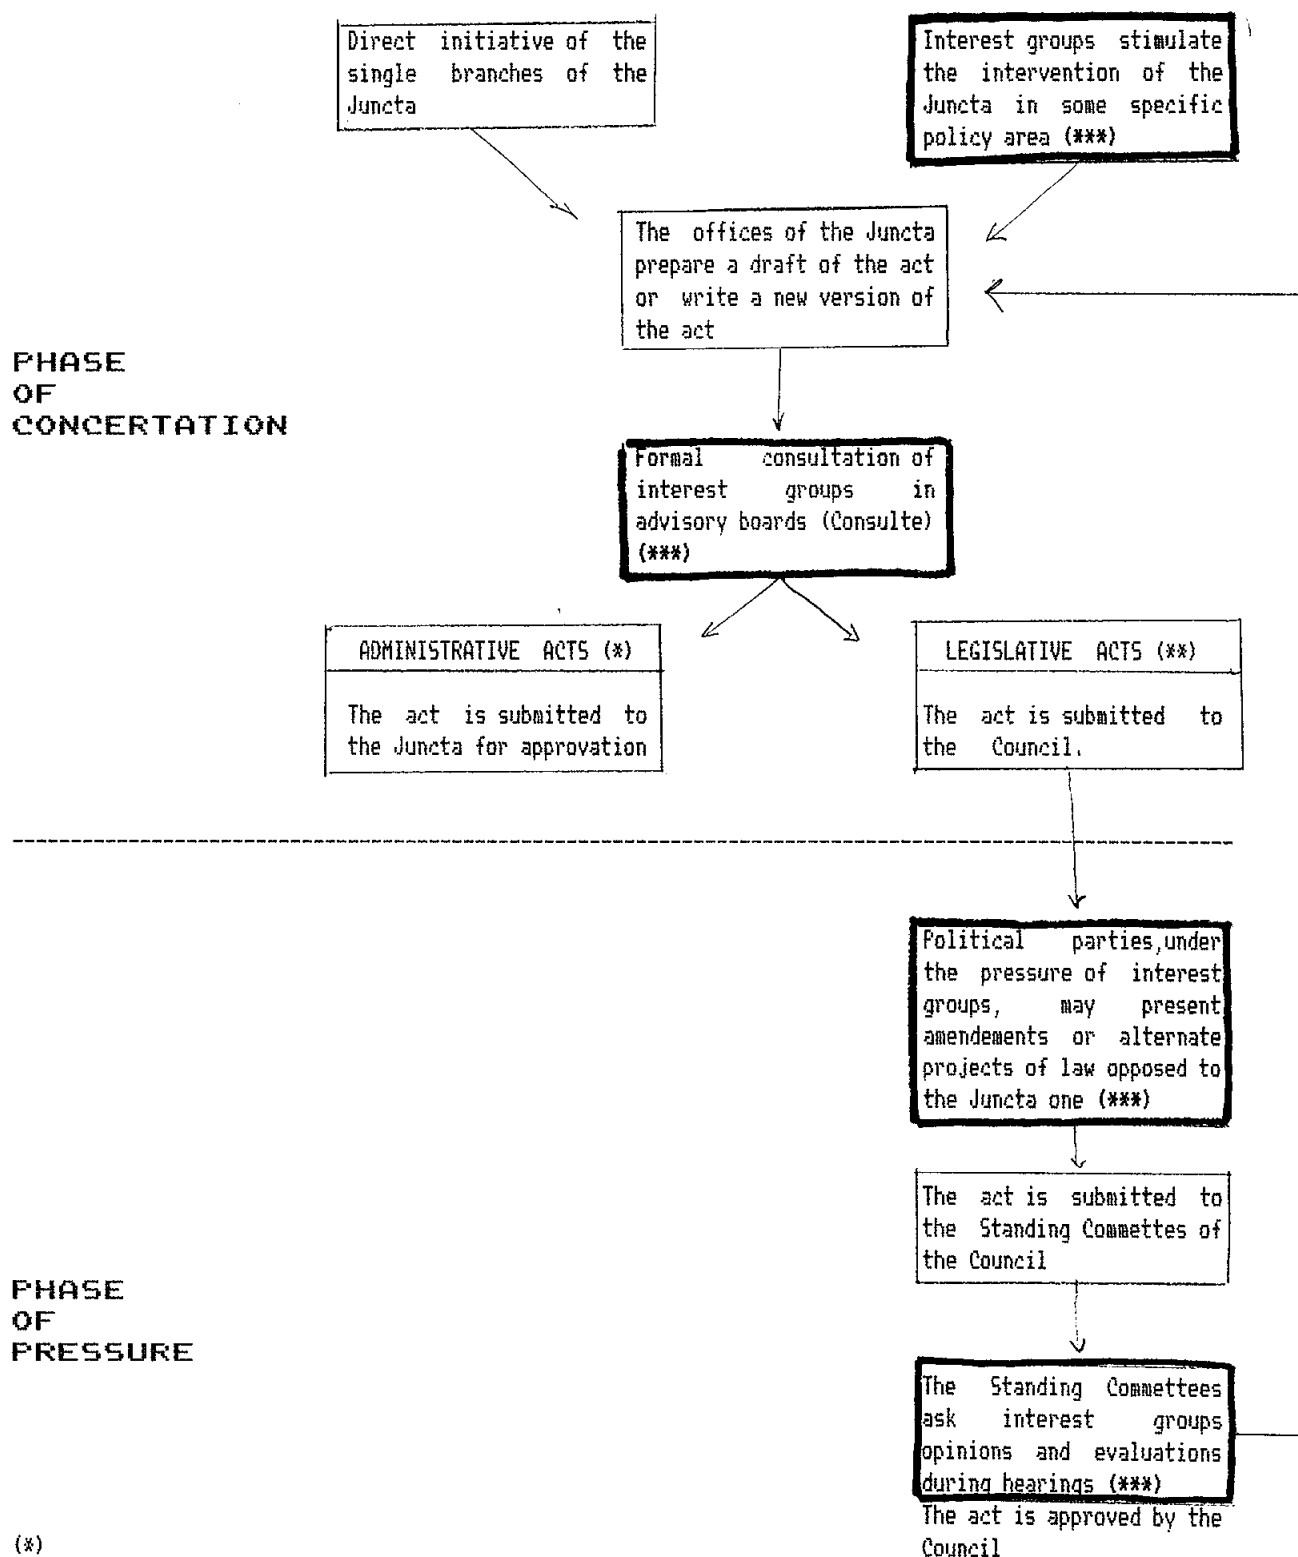 Direct initiative of the
single branches of the
Juncta
Interest groups stimulate
the intervention of the
Juncta in some specific
policy area (***)
The offices of the Juncta
prepare a draft of the act
or write a new version of
the act
PHASE
OF
CONCERTATION
Formal consultation of
interest groups in
advisory boards (Consulte)
(***)
ADMINISTRATIVE ACTS (*)
The act is submitted to
the Juncta for approvation
LEGISLATIVE ACTS (**)
The act is submitted to
the Council.
Political parties,under
the pressure of interest
groups, may present
amendements or alternate
projects of law opposed to
the Juncta one (***)
The act is submitted to
the Standing Commettes of
the Council
PHASE
OF
PRESSURE
The Standing Commettees
ask interest groups
opinions and evaluations
during hearings (***)
The act is approved by the
Council
(*)